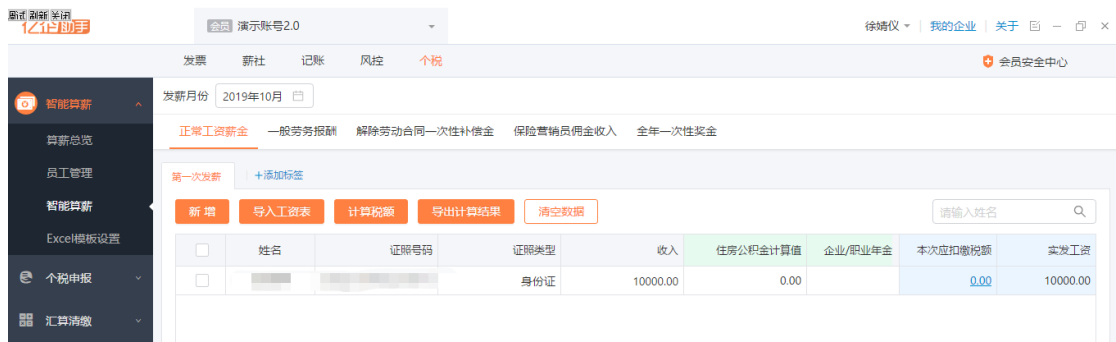 调试 刷新 关闭
亿企助手 会员 演示账号2.0 徐婧仪 我的企业 关于
发票 薪社 记账 风控 个税 会员安全中心
智能算薪 发薪月份 2019年10月
算薪总览 正常工资薪金 一般劳务报酬 解除劳动合同一次性补偿金 保险营销员佣金收入 全年一次性奖金
员工管理 第一次发薪 +添加标签
智能算薪 新 增 导入工资表 计算税额 导出计算结果 清空数据 请输入姓名
Excel模板设置 姓名 证照号码 证照类型 收入 住房公积金计算值 企业/职业年金 本次应扣缴税额 实发工资
个税申报 身份证 10000.00 0.00 0.00 10000.00
汇算清缴